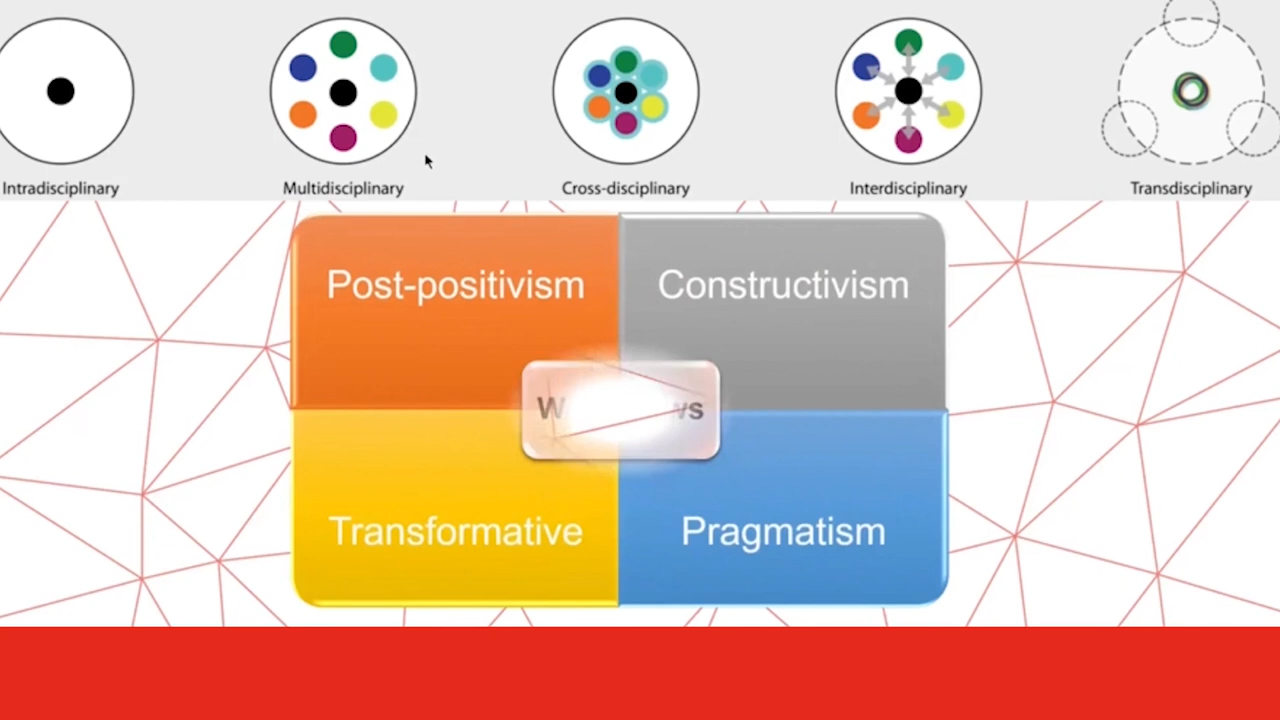 Intradisciplinary
Multidisciplinary
Cross-disciplinary
Interdisciplinary
Transdisciplinary
Post-positivism
Constructivism
Transformative
Pragmatism